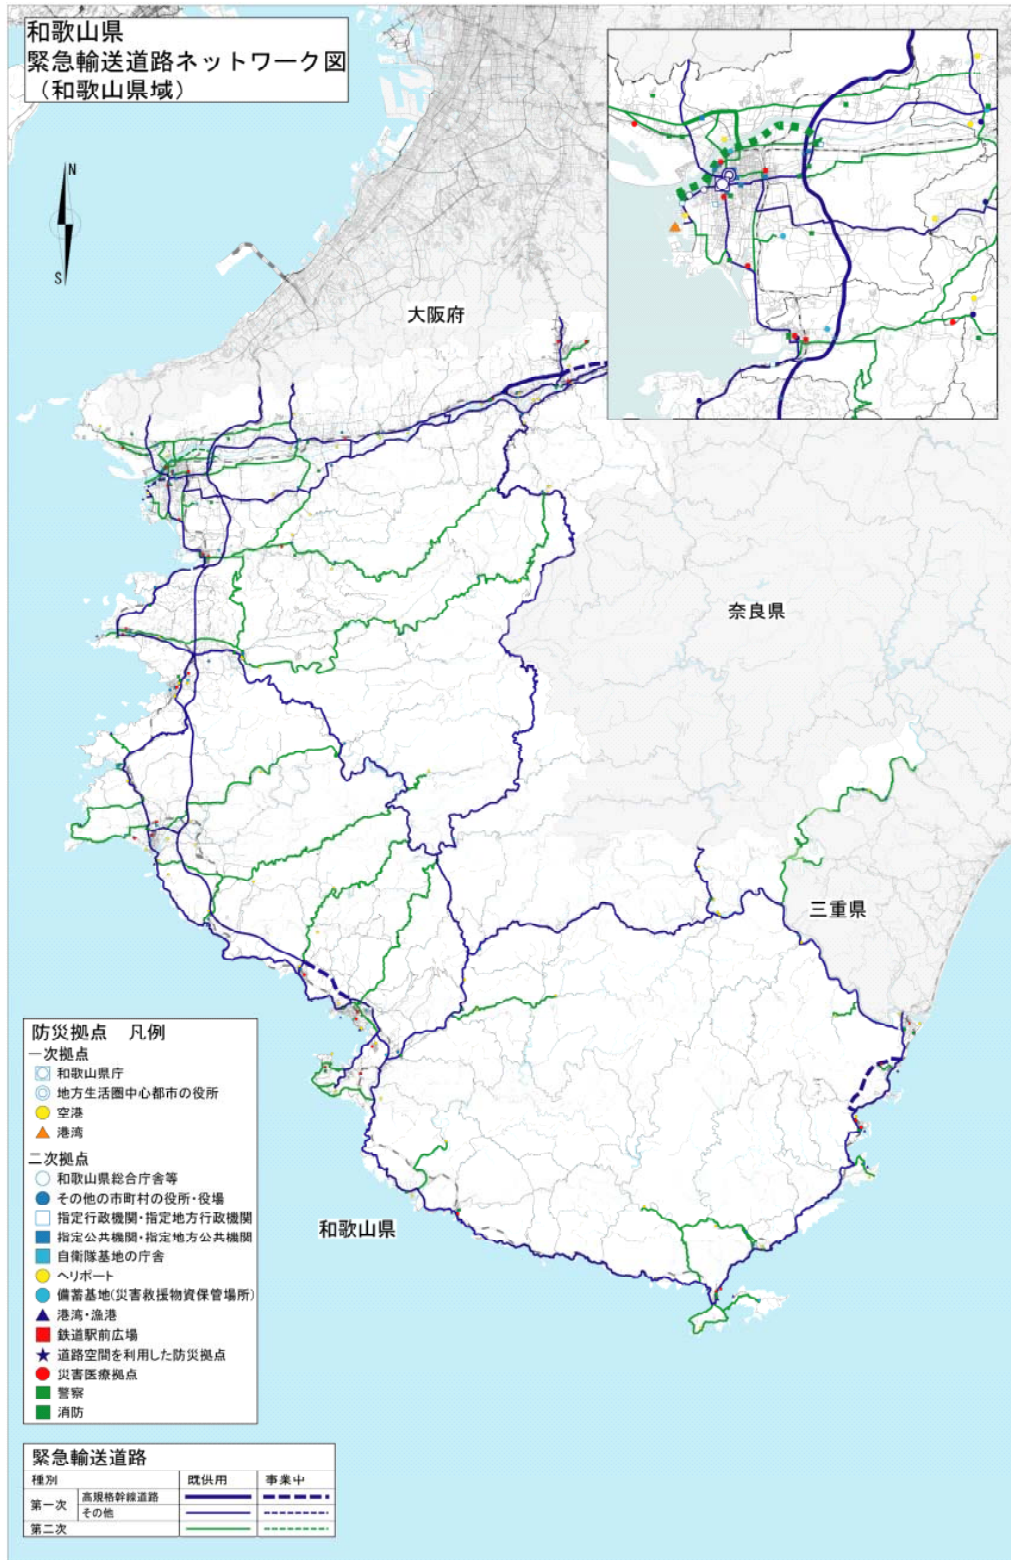 和歌山県
緊急輸送道路ネットワーク図
(和歌山県域)
N
S
大阪府
奈良県
三重県
和歌山県
防災拠点 凡例
一次拠点
和歌山県庁
地方生活圏中心都市の役所
空港
港湾
二次拠点
和歌山県総合庁舎等
その他の市町村の役所・役場
指定行政機関・指定地方行政機関
指定公共機関・指定地方公共機関
自衛隊基地の庁舎
ヘリポート
備蓄基地(災害救援物資保管場所)
港湾・漁港
鉄道駅前広場
道路空間を利用した防災拠点
災害医療拠点
警察
消防
緊急輸送道路
種別 既供用 事業中
第一次 高規格幹線道路
その他
第二次